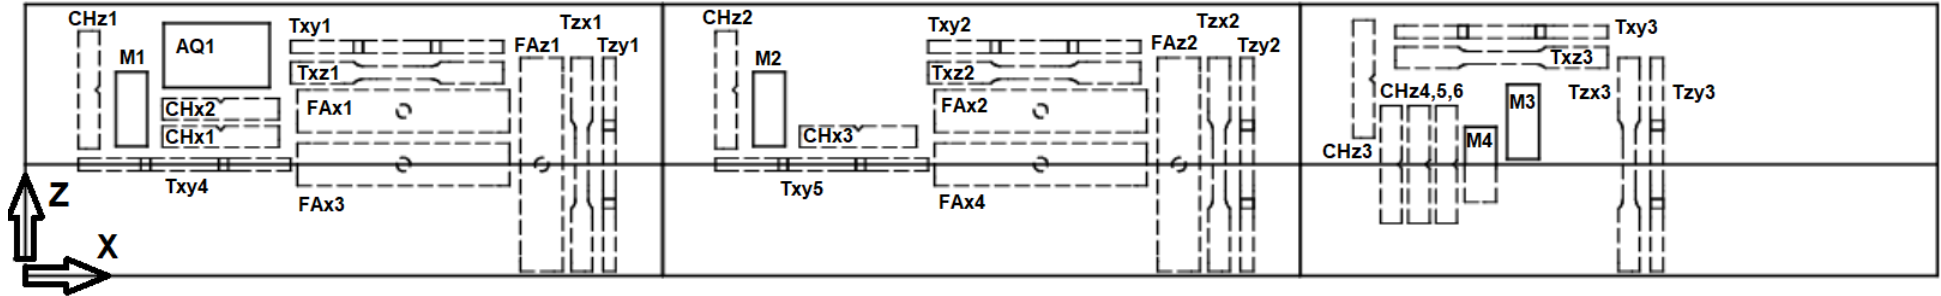 CHz1
M1
AQ1
CHx2
CHx1
Txy4
Txy1
Txz1
FAx1
FAx3
FAz1
Tzx1
Tzy1
CHz2
M2
CHx3
Txy5
Txy2
Txz2
FAx2
FAx4
FAz2
Tzx2
Tzy2
CHz3
CHz4,5,6
M4
M3
Txy3
Txz3
Tzx3
Tzy3
Z
X